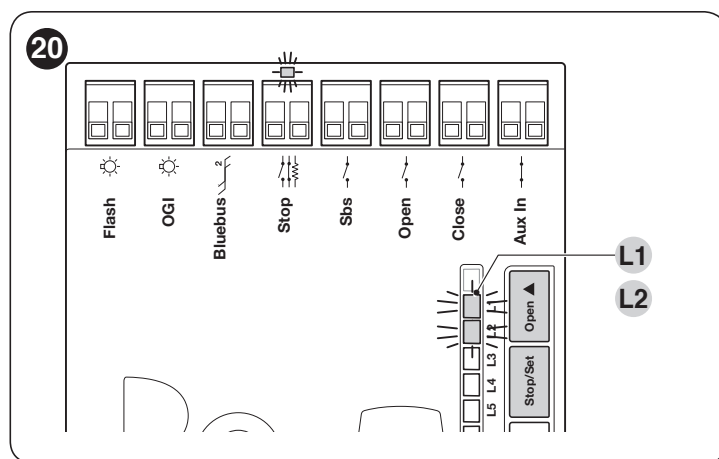 20
Flash
OGI
Bluebus
2
Stop
Sbs
Open
Close
Aux In
L1
L2
L3
L4
L5
Open ▲
Stop/Set
L1
L2